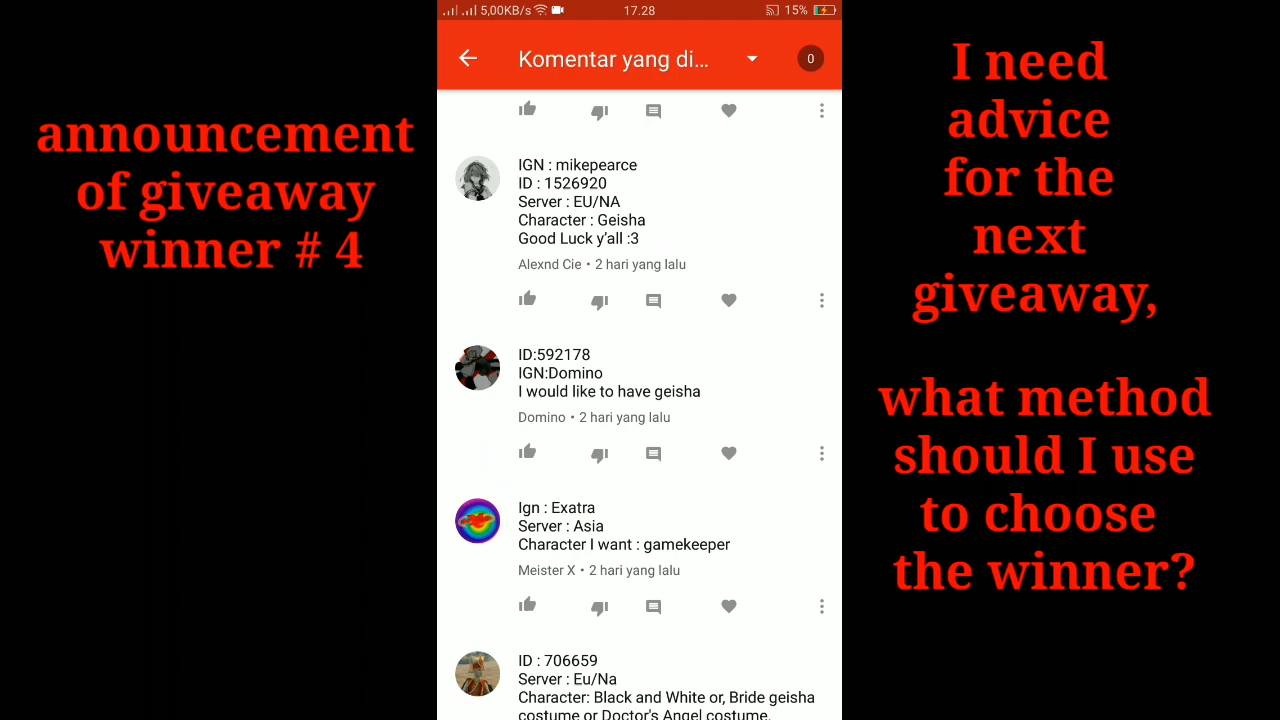 announcement
of giveaway
winner # 4
5,00KB/s
17.28
15%
Komentar yang di...
0
IGN : mikepearce
ID : 1526920
Server : EU/NA
Character : Geisha
Good Luck y'all :3
Alexnd Cie • 2 hari yang lalu
ID:592178
IGN:Domino
I would like to have geisha
Domino • 2 hari yang lalu
Ign : Exatra
Server : Asia
Character I want : gamekeeper
Meister X • 2 hari yang lalu
ID : 706659
Server : Eu/Na
Character: Black and White or, Bride geisha
costume or Doctor's Angel costume.
I need
advice
for the
next
giveaway,
what method
should I use
to choose
the winner?